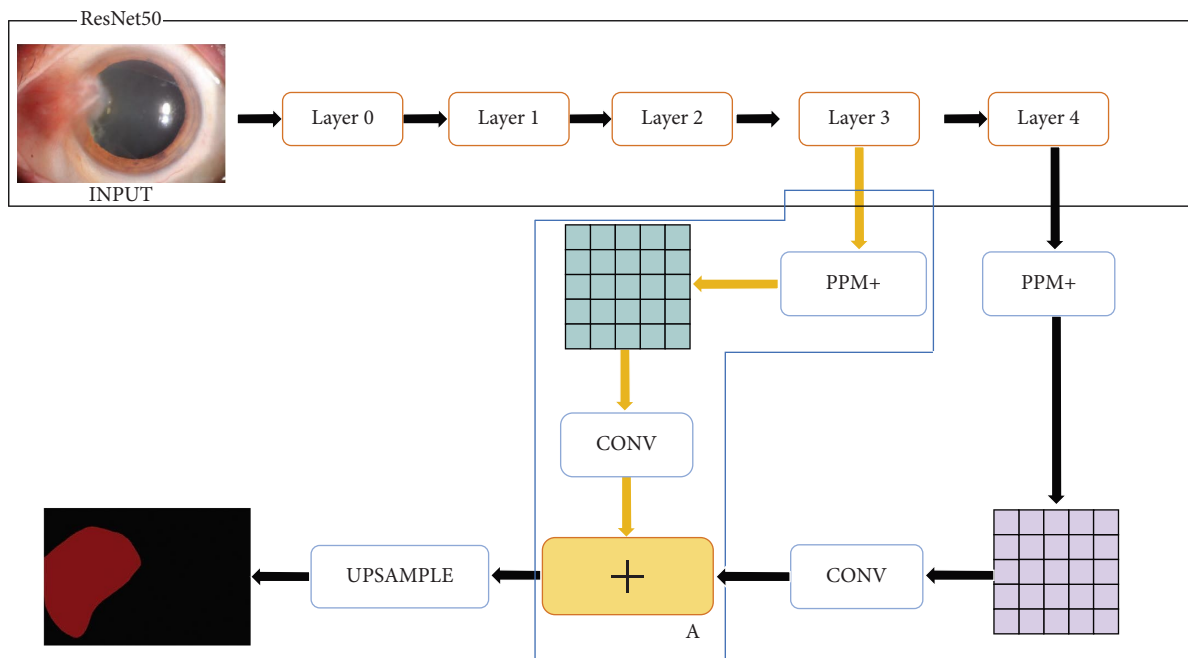 ResNet50
Layer 0
Layer 1
Layer 2
Layer 3
Layer 4
INPUT
PPM+
PPM+
CONV
UPSAMPLE
+
CONV
A